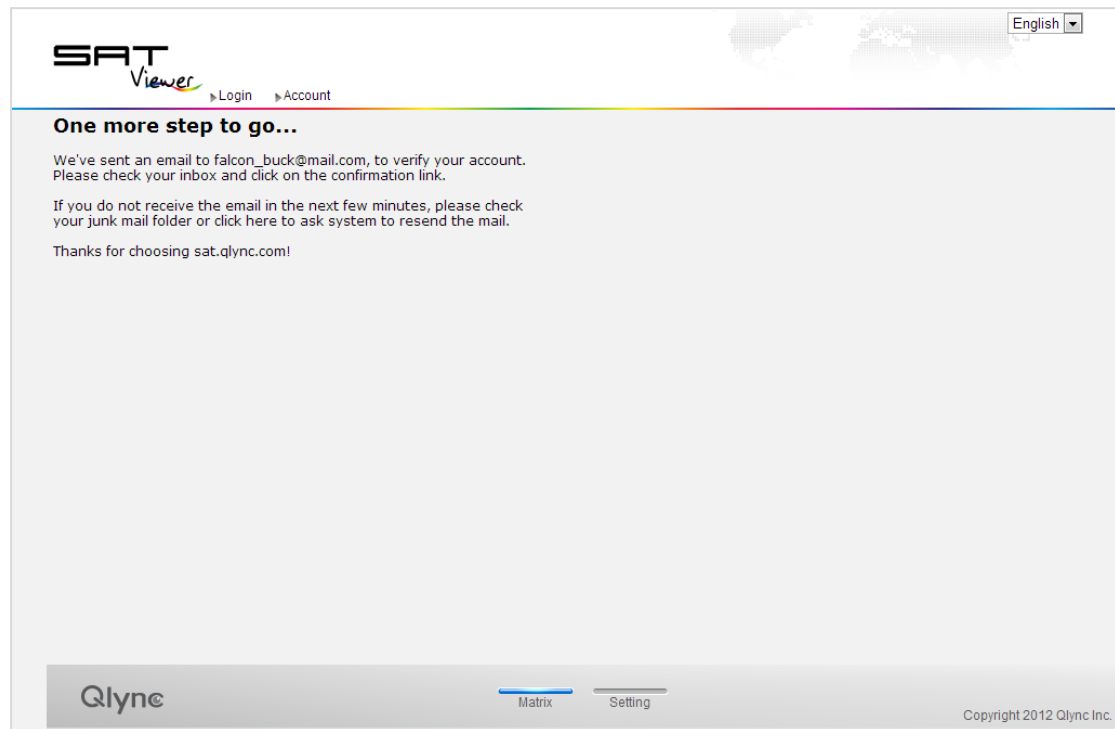 English
SAT
Viewer
Login Account
One more step to go...
We've sent an email to falcon_buck@mail.com, to verify your account.
Please check your inbox and click on the confirmation link.
If you do not receive the email in the next few minutes, please check
your junk mail folder or click here to ask system to resend the mail.
Thanks for choosing sat.qlync.com!
Qlync
Matrix Setting
Copyright 2012 Qlync Inc.